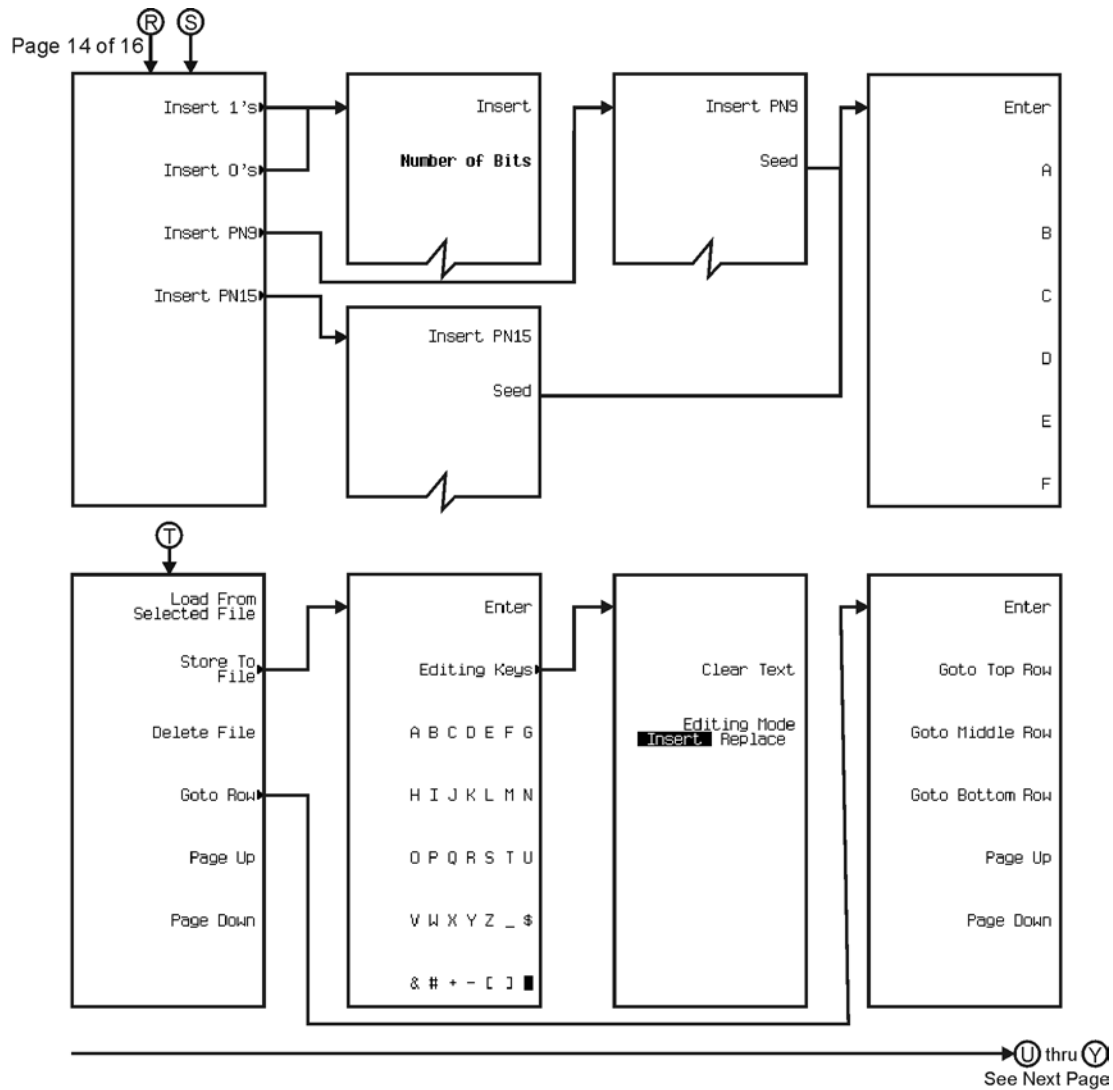 R S
Page 14 of 16
Insert 1's
Insert 0's
Insert PN9
Insert PN15
Insert
Number of Bits
Insert PN15
Seed
Insert PN9
Seed
Enter
A
B
C
D
E
F
T
Load From
Selected File
Store To
File
Delete File
Goto Row
Page Up
Page Down
Enter
Editing Keys
A B C D E F G
H I J K L M N
O P Q R S T U
V W X Y Z _ $
& # + - [ ]
Clear Text
Editing Mode
Insert Replace
Enter
Goto Top Row
Goto Middle Row
Goto Bottom Row
Page Up
Page Down
U thru Y
See Next Page